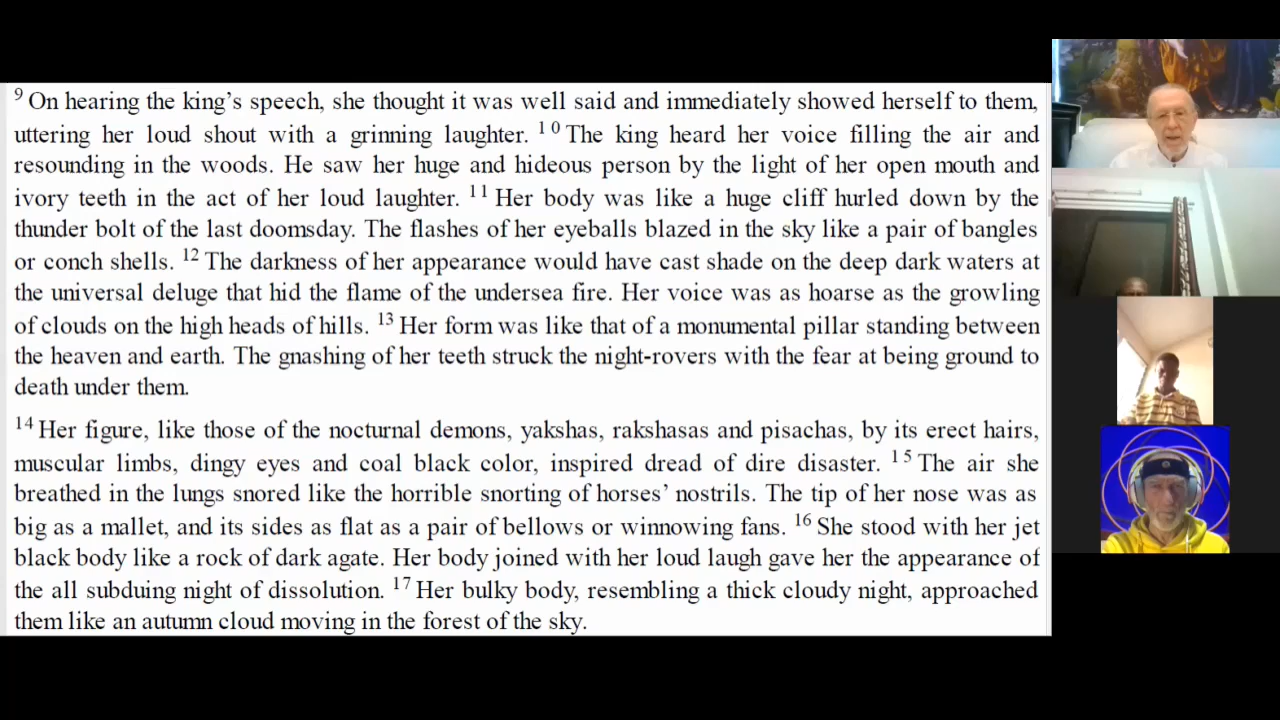 9 On hearing the king’s speech, she thought it was well said and immediately showed herself to them,
uttering her loud shout with a grinning laughter. 10 The king heard her voice filling the air and
resounding in the woods. He saw her huge and hideous person by the light of her open mouth and
ivory teeth in the act of her loud laughter. 11 Her body was like a huge cliff hurled down by the
thunder bolt of the last doomsday. The flashes of her eyeballs blazed in the sky like a pair of bangles
or conch shells. 12 The darkness of her appearance would have cast shade on the deep dark waters at
the universal deluge that hid the flame of the undersea fire. Her voice was as hoarse as the growling
of clouds on the high heads of hills. 13 Her form was like that of a monumental pillar standing between
the heaven and earth. The gnashing of her teeth struck the night-rovers with the fear at being ground to
death under them.
14 Her figure, like those of the nocturnal demons, yakshas, rakshasas and pisachas, by its erect hairs,
muscular limbs, dingy eyes and coal black color, inspired dread of dire disaster. 15 The air she
breathed in the lungs snored like the horrible snorting of horses’ nostrils. The tip of her nose was as
big as a mallet, and its sides as flat as a pair of bellows or winnowing fans. 16 She stood with her jet
black body like a rock of dark agate. Her body joined with her loud laugh gave her the appearance of
the all subduing night of dissolution. 17 Her bulky body, resembling a thick cloudy night, approached
them like an autumn cloud moving in the forest of the sky.